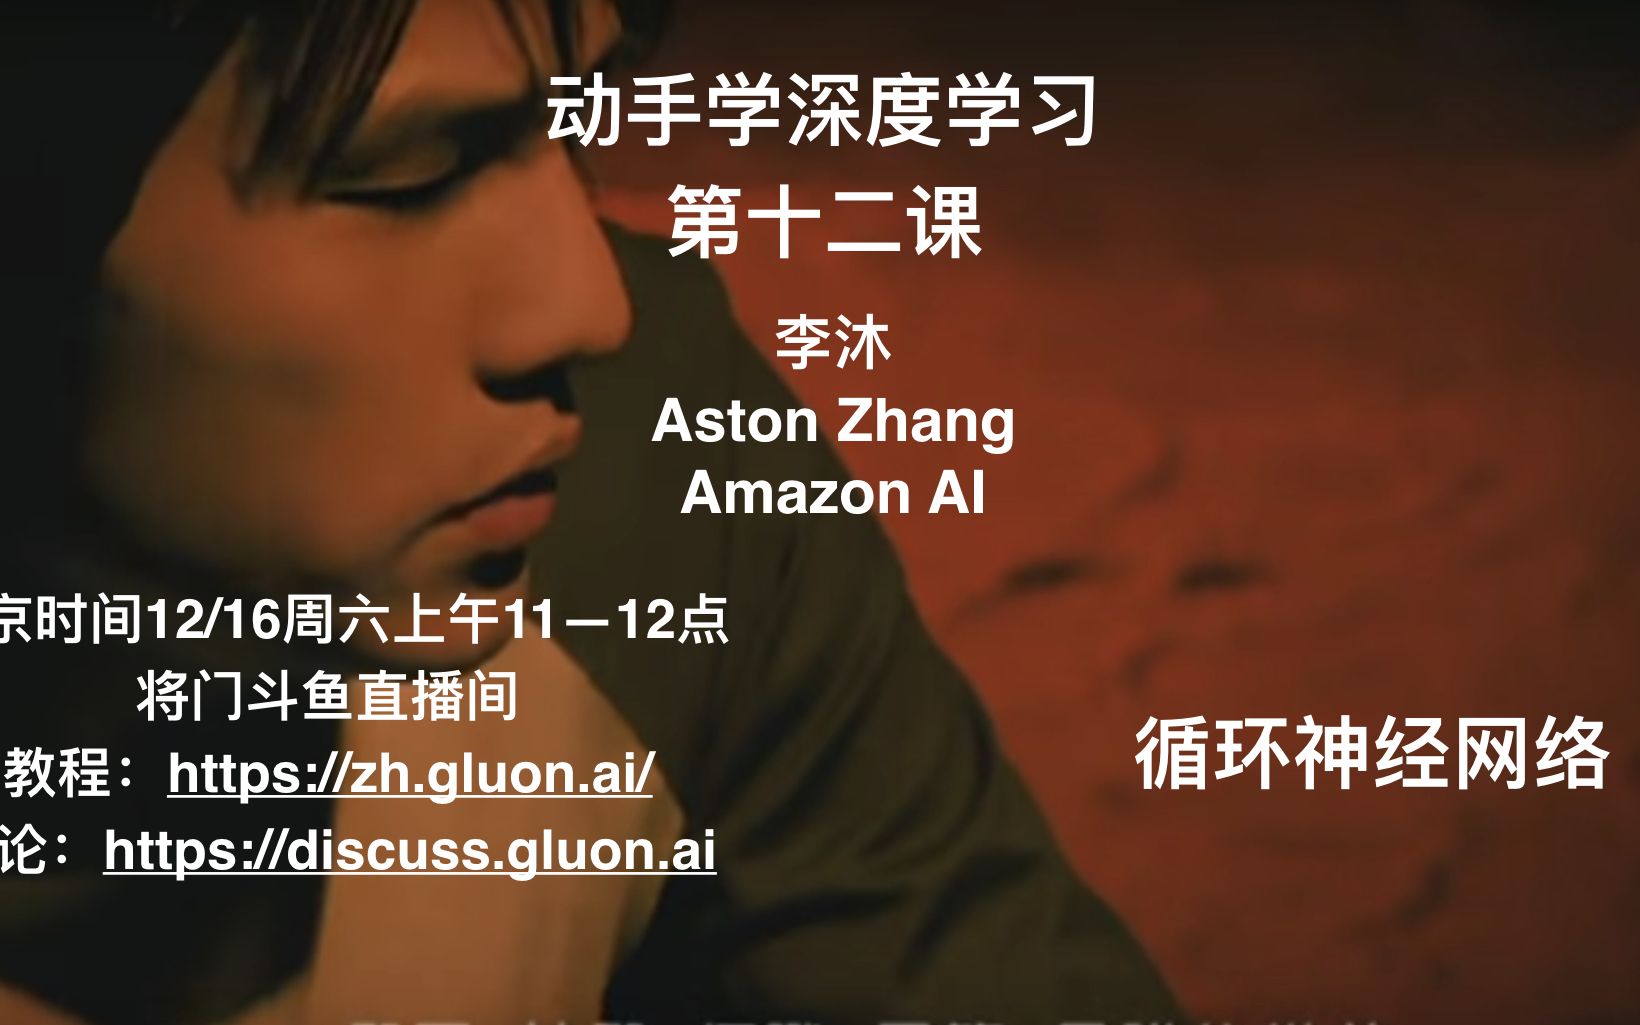 动手学深度学习
第十二课
李沐
Aston Zhang
Amazon AI
京时间12/16周六上午11—12点
将门斗鱼直播间
教程：https://zh.gluon.ai/
论：https://discuss.gluon.ai
循环神经网络